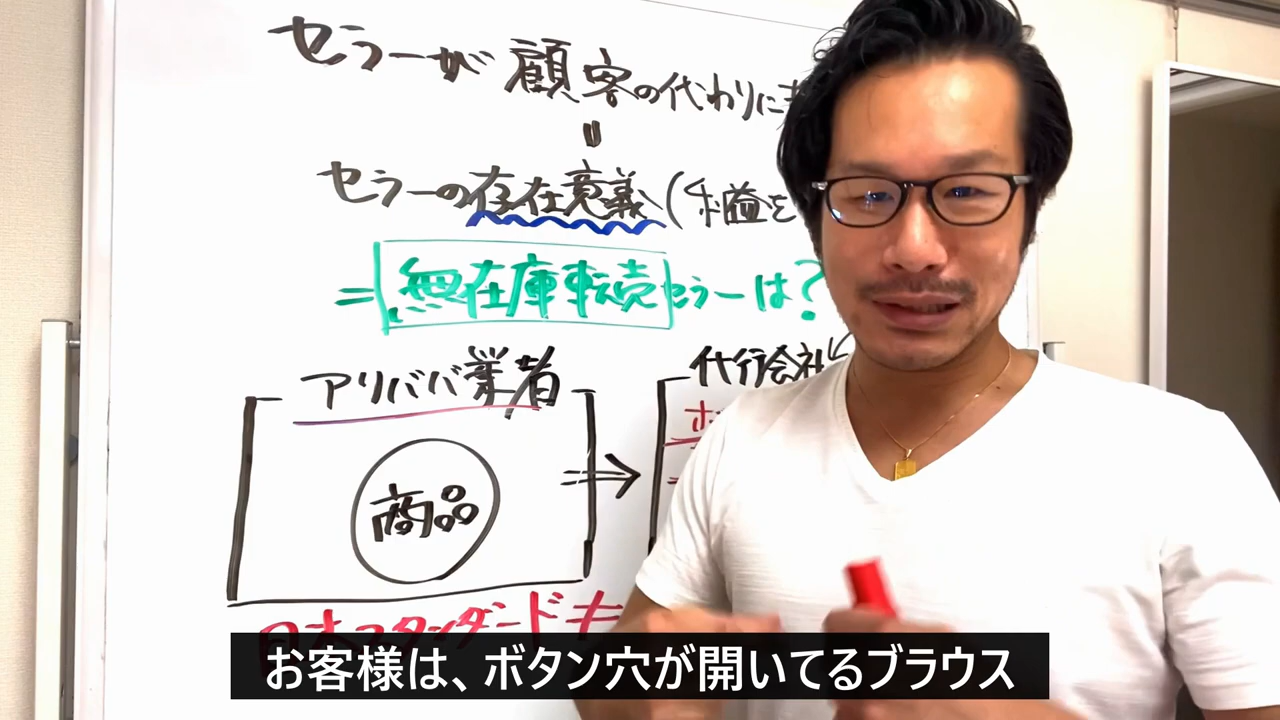 セラーが顧客の代わりに
セラーの存在意義(利益を
=無在庫転売セラーは?
アリババ業者
代行会社
商品
日本スタンダード≠
お客様は、ボタン穴が開いてるブラウス